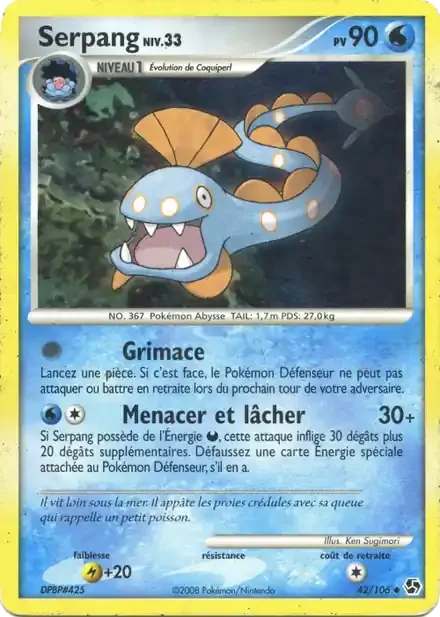 Serpang NIV.33 PV 90
NIVEAU 1 Évolution de Coquiperl
NO. 367 Pokémon Abysse TAIL: 1,7 m PDS: 27,0 kg
Grimace
Lancez une pièce. Si c'est face, le Pokémon Défenseur ne peut pas
attaquer ou battre en retraite lors du prochain tour de votre adversaire.
Menacer et lâcher 30+
Si Serpang possède de l'Énergie , cette attaque inflige 30 dégâts plus
20 dégâts supplémentaires. Défaussez une carte Énergie spéciale
attachée au Pokémon Défenseur, s'il en a.
Il vit loin sous la mer. Il appâte les proies crédules avec sa queue
qui rappelle un petit poisson.
Illus. Ken Sugimori
faiblesse résistance coût de retraite
+20
DPBP#425 ©2008 Pokémon/Nintendo 42/106